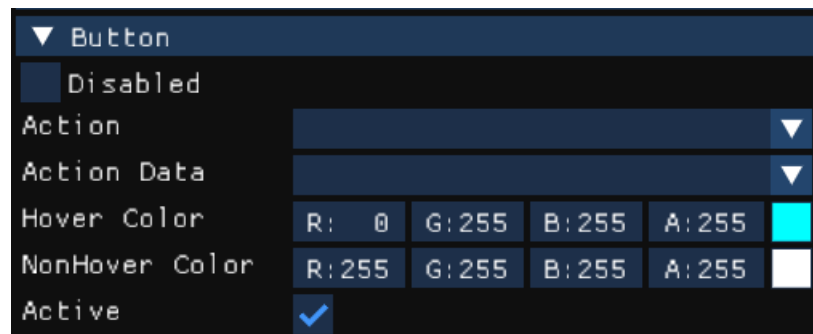 Button
Disabled
Action
Action Data
Hover Color R: 0 G:255 B:255 A:255
NonHover Color R:255 G:255 B:255 A:255
Active